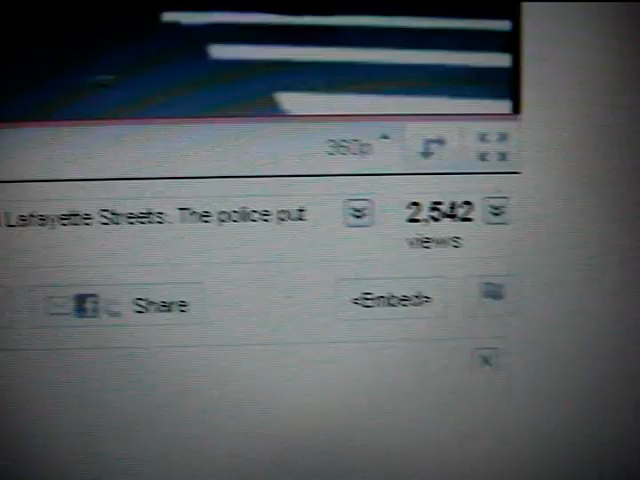 360p
Lafayette Streets. The police put
2,542
views
Share
<Embed>